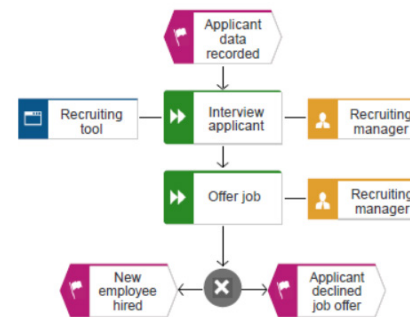 Applicant
data
recorded
Recruiting
tool
Interview
applicant
Recruiting
manager
Offer job
Recruiting
manager
New
employee
hired
Applicant
declined
job offer